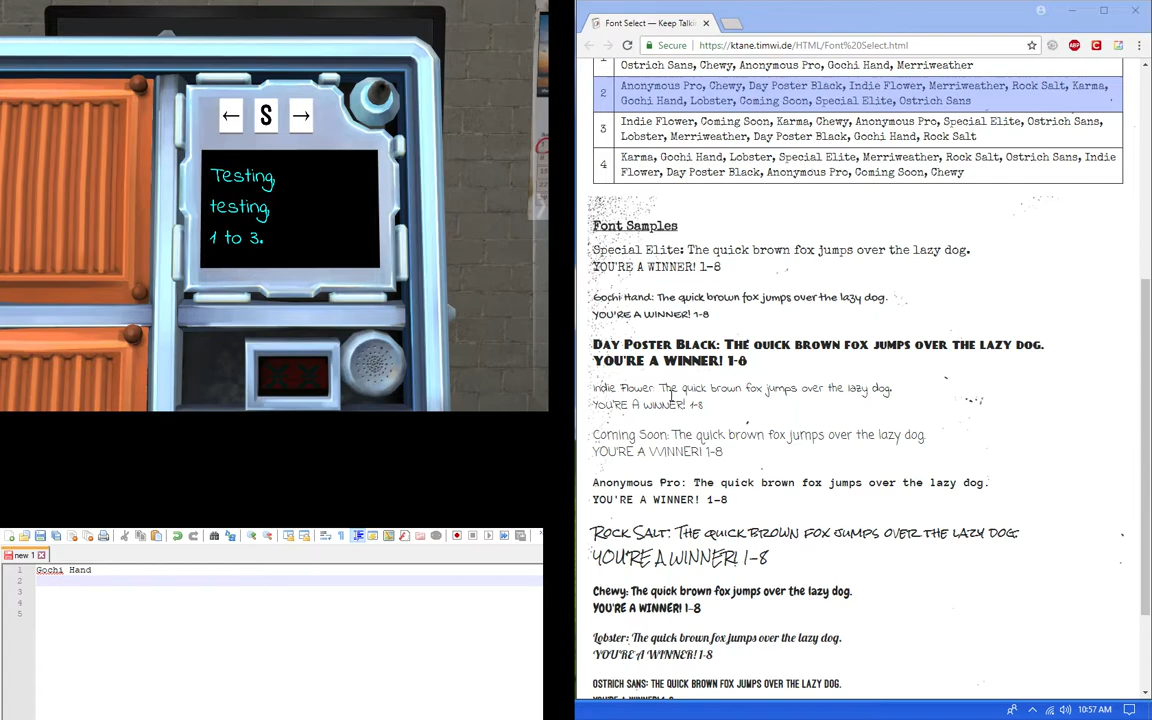 ← S →
Testing,
testing,
1 to 3.
Font Select — Keep Talki
Secure
https://ktane.timwi.de/HTML/Font%20Select.html
1
Ostrich Sans, Chewy, Anonymous Pro, Gochi Hand, Merriweather
2
Anonymous Pro, Chewy, Day Poster Black, Indie Flower, Merriweather, Rock Salt, Karma,
Gochi Hand, Lobster, Coming Soon, Special Elite, Ostrich Sans
3
Indie Flower, Coming Soon, Karma, Chewy, Anonymous Pro, Special Elite, Ostrich Sans,
Lobster, Merriweather, Day Poster Black, Gochi Hand, Rock Salt
4
Karma, Gochi Hand, Lobster, Special Elite, Merriweather, Rock Salt, Ostrich Sans, Indie
Flower, Day Poster Black, Anonymous Pro, Coming Soon, Chewy
Font Samples
Special Elite: The quick brown fox jumps over the lazy dog.
YOU'RE A WINNER! 1-8
Gochi Hand: The quick brown fox jumps over the lazy dog.
YOU'RE A WINNER! 1-8
Day Poster Black: The quick brown fox jumps over the lazy dog.
YOU'RE A WINNER! 1-8
Indie Flower: The quick brown fox jumps over the lazy dog.
YOU'RE A WINNER! 1-8
Coming Soon: The quick brown fox jumps over the lazy dog.
YOU'RE A WINNER! 1-8
Anonymous Pro: The quick brown fox jumps over the lazy dog.
YOU'RE A WINNER! 1-8
Rock Salt: The quick brown fox jumps over the lazy dog.
YOU'RE A WINNER! 1-8
Chewy: The quick brown fox jumps over the lazy dog.
YOU'RE A WINNER! 1-8
Lobster: The quick brown fox jumps over the lazy dog.
YOU'RE A WINNER! 1-8
OSTRICH SANS: THE QUICK BROWN FOX JUMPS OVER THE LAZY DOG.
new 1
1 Gochi Hand
2
3
4
5
10:57 AM